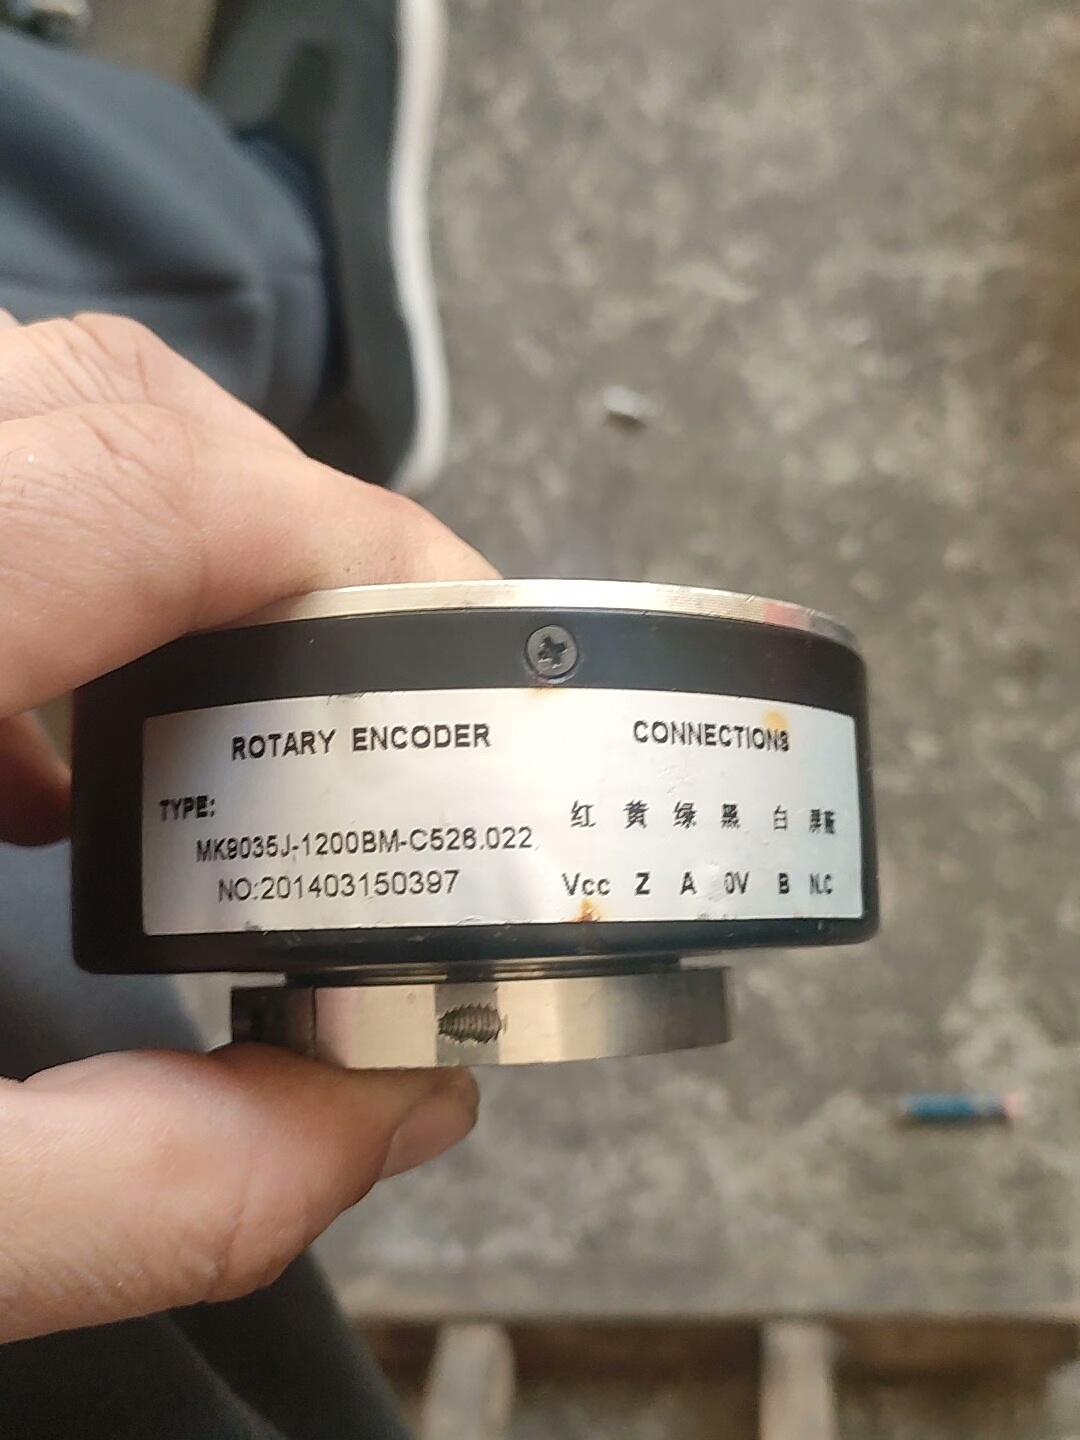 ROTARY ENCODER
TYPE:
MK9035J-1200BM-C526.022
NO:201403150397
CONNECTIONS
红 黄 绿 黑 白 屏蔽
Vcc Z A 0V B N.C